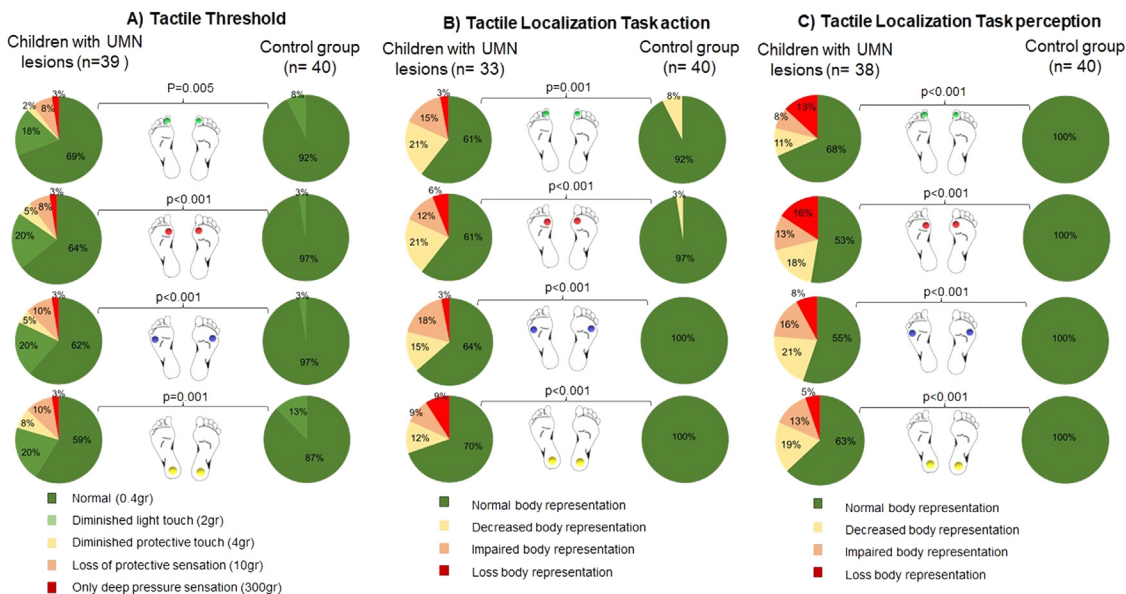 A) Tactile Threshold
Children with UMN
lesions (n=39 )
Control group
(n= 40)
P=0.005
3%
2%
8%
18%
69%
8%
92%
p<0.001
3%
5%
8%
20%
64%
3%
97%
p<0.001
3%
10%
5%
20%
62%
3%
97%
p=0.001
3%
10%
8%
20%
59%
13%
87%
Normal (0.4gr)
Diminished light touch (2gr)
Diminished protective touch (4gr)
Loss of protective sensation (10gr)
Only deep pressure sensation (300gr)
B) Tactile Localization Task action
Children with UMN
lesions (n= 33)
Control group
(n= 40)
p=0.001
3%
15%
21%
61%
8%
92%
p<0.001
6%
12%
21%
61%
3%
97%
p<0.001
3%
18%
15%
64%
100%
p<0.001
9%
9%
12%
70%
100%
Normal body representation
Decreased body representation
Impaired body representation
Loss body representation
C) Tactile Localization Task perception
Children with UMN
lesions (n= 38)
Control group
(n= 40)
p<0.001
13%
8%
11%
68%
100%
p<0.001
16%
13%
18%
53%
100%
p<0.001
8%
16%
21%
55%
100%
p<0.001
5%
13%
19%
63%
100%
Normal body representation
Decreased body representation
Impaired body representation
Loss body representation